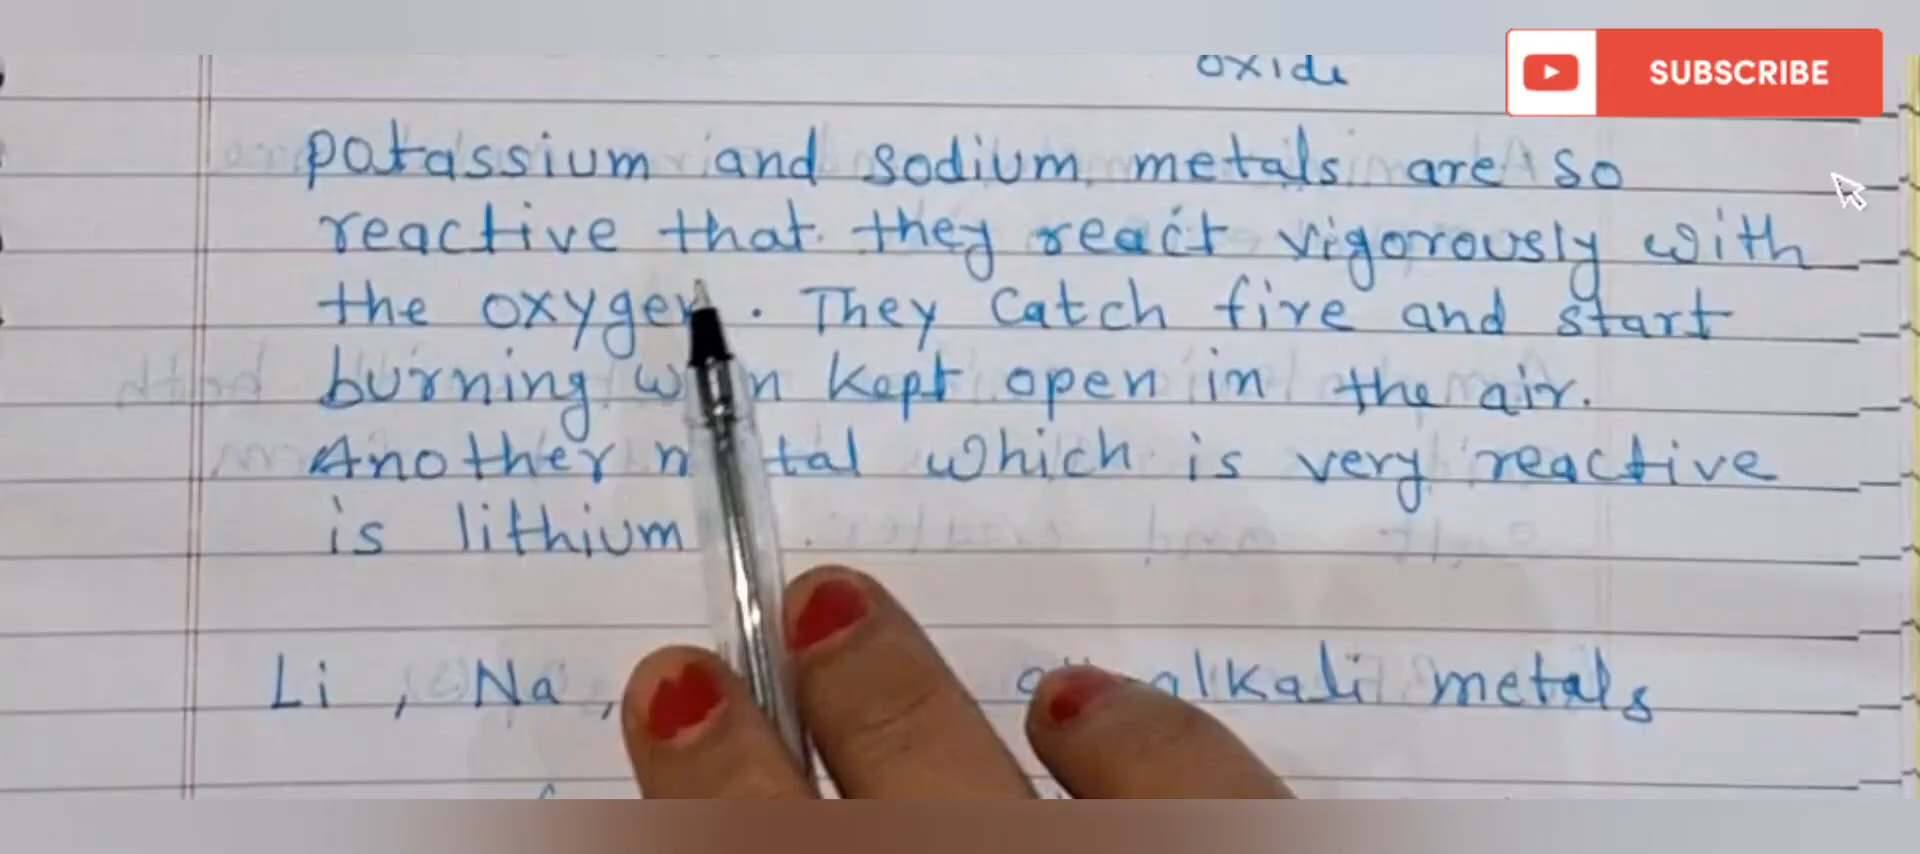 oxide
SUBSCRIBE
potassium and sodium metals are so
reactive that they react vigorously with
the oxygen. They catch fire and start
burning when kept open in the air.
Another metal which is very reactive
is lithium
Li, Na, alkali metals